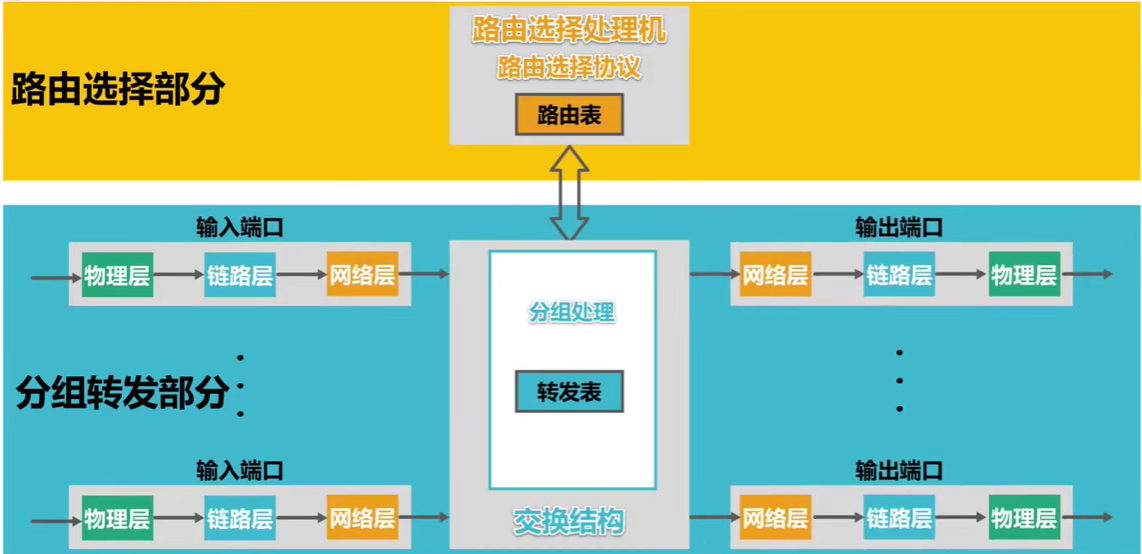 路由选择处理机
路由选择协议
路由选择部分
路由表
输入端口
输出端口
物理层 链路层 网络层
网络层 链路层 物理层
分组处理
分组转发部分
转发表
输入端口
输出端口
物理层 链路层 网络层
交换结构
网络层 链路层 物理层